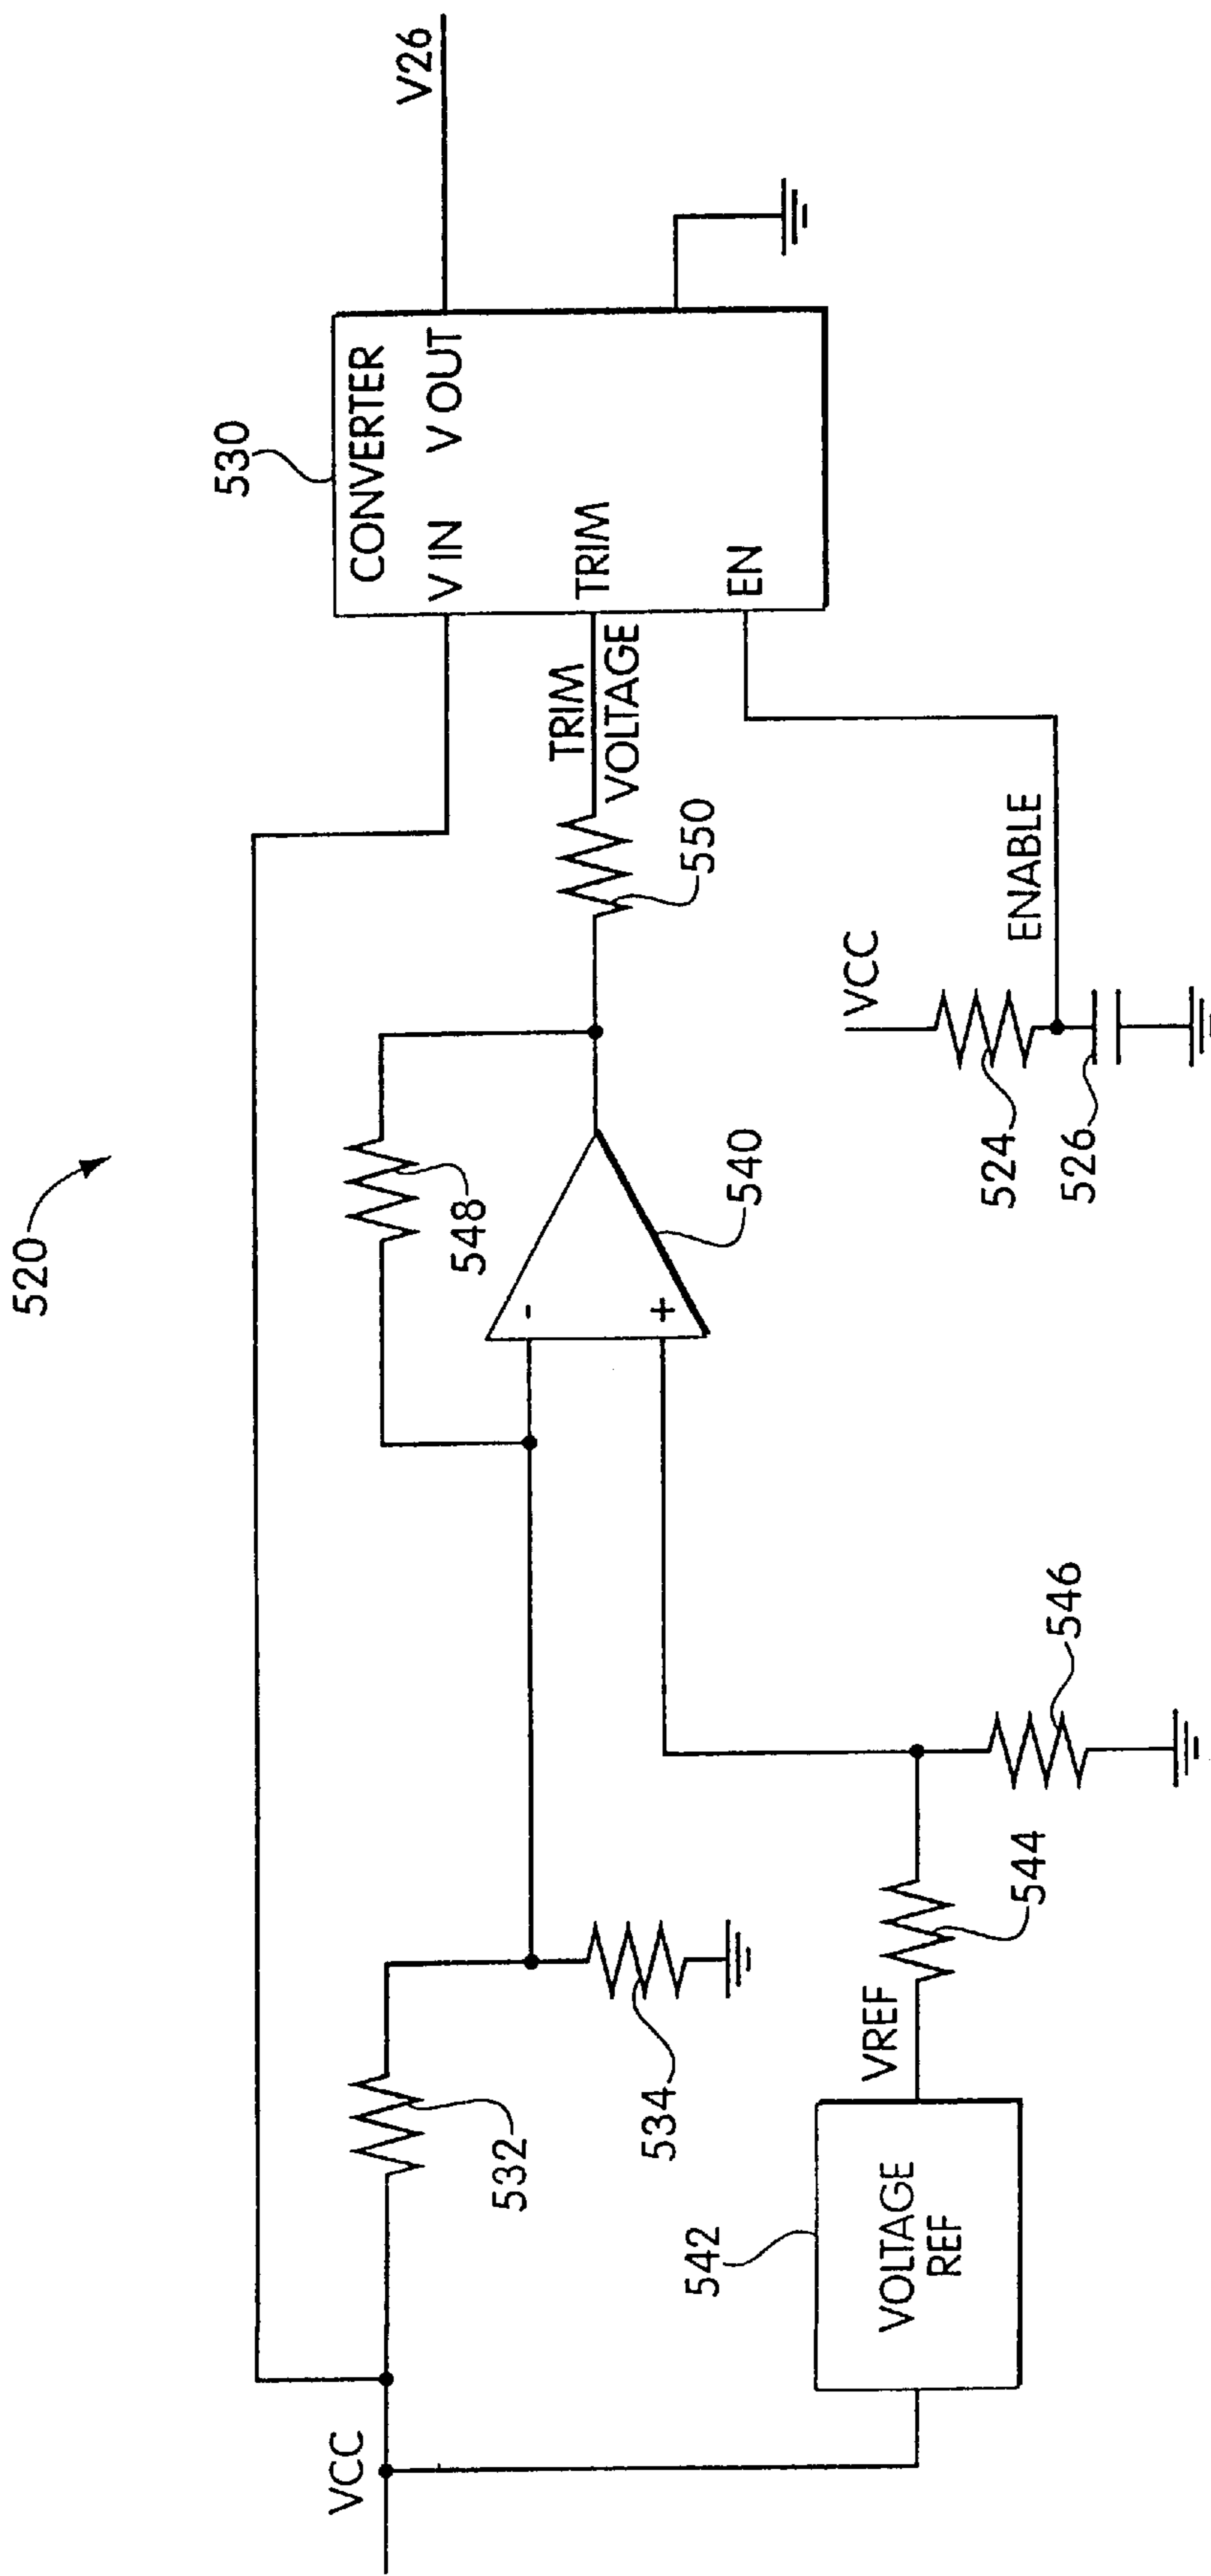 520
530
CONVERTER
V IN V OUT
V26
TRIM
EN
TRIM
VOLTAGE
550
548
-
+
540
VCC
ENABLE
524
526
VCC
532
534
542
VOLTAGE
REF
VREF
544
546